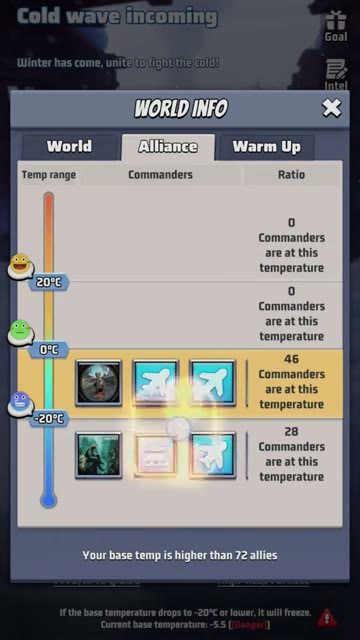 Cold wave incoming
Goal
Winter has come, unite to fight the cold!
Intel
WORLD INFO
World
Alliance
Warm Up
Temp range
Commanders
Ratio
0
Commanders
are at this
temperature
20°C
0
Commanders
are at this
temperature
0°C
46
Commanders
are at this
temperature
-20°C
28
Commanders
are at this
temperature
Your base temp is higher than 72 allies
If the base temperature drops to -20°C or lower, it will freeze.
Current base temperature: -5.5 [(Danger)]